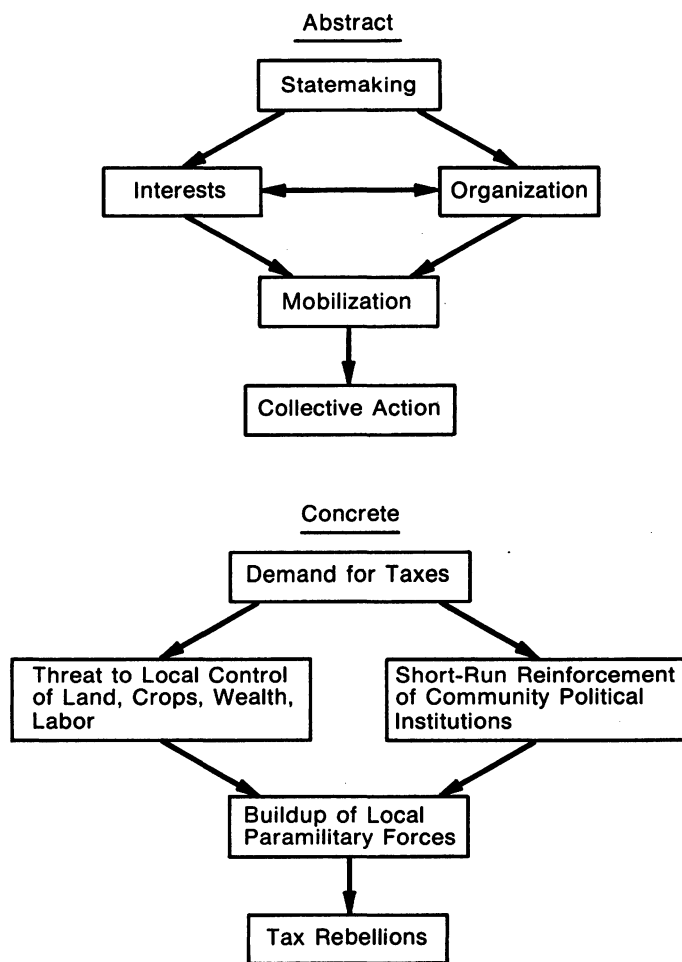 Abstract
Statemaking
Interests
Organization
Mobilization
Collective Action
Concrete
Demand for Taxes
Threat to Local Control
of Land, Crops, Wealth,
Labor
Short-Run Reinforcement
of Community Political
Institutions
Buildup of Local
Paramilitary Forces
Tax Rebellions